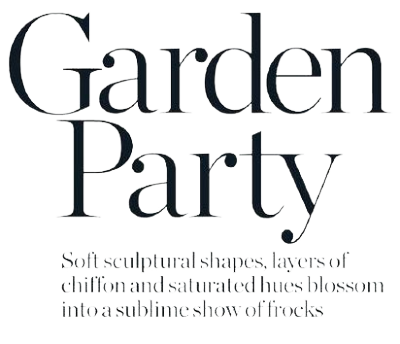 Garden
Party
Soft sculptural shapes, layers of
chiffon and saturated hues blossom
into a sublime show of frocks